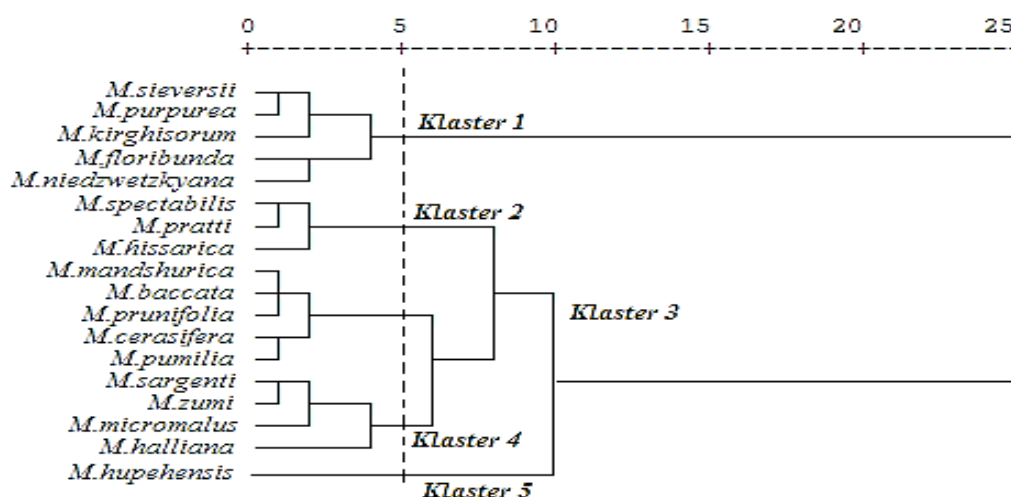 0 5 10 15 20 25
M.sieversii
M.purpurea
Klaster 1
M.kirghisorum
M.floribunda
M.niedzwetzkyana
M.spectabilis
Klaster 2
M.pratti
M.hissarica
M.mandshurica
M.baccata
M.prunifolia
Klaster 3
M.cerasifera
M.pumilia
M.sargenti
M.zumi
M.micromalus
Klaster 4
M.halliana
M.hupehensis
Klaster 5